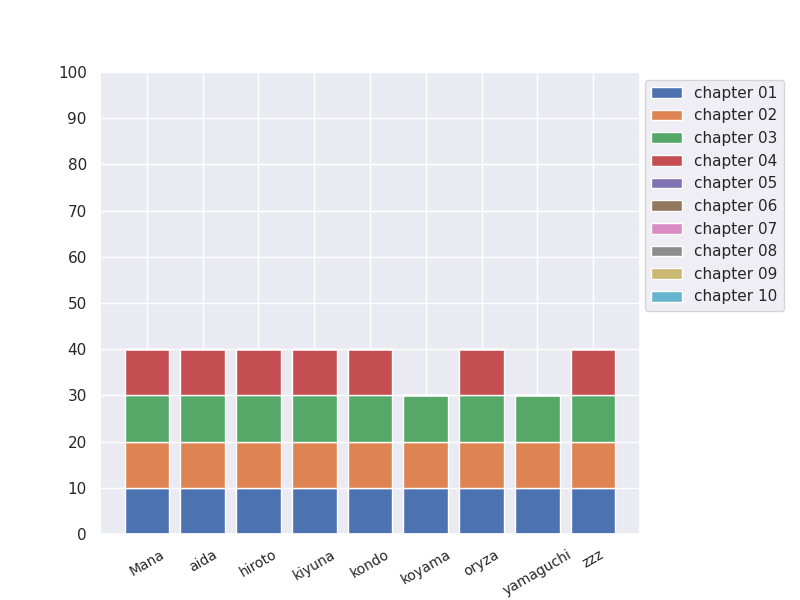 100
90
80
70
60
50
40
30
20
10
0
Mana
aida
hiroto
kiyuna
kondo
koyama
oryza
yamaguchi
zzz
chapter 01
chapter 02
chapter 03
chapter 04
chapter 05
chapter 06
chapter 07
chapter 08
chapter 09
chapter 10